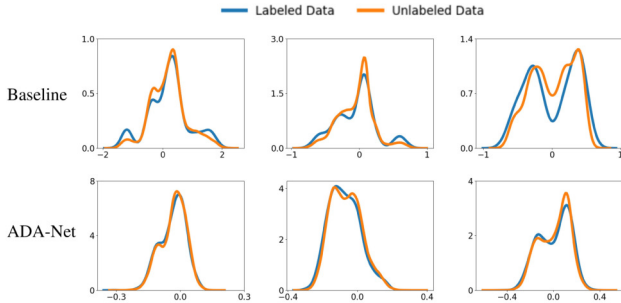 Labeled Data Unlabeled Data
1.0 3.0 1.4
Baseline
0.5 1.5 0.7
0.0 0.0 0.0
−2 0 2 −1 0 1 −1 0 1
8 4 4
ADA-Net
4 2 2
0 0 0
−0.3 0.0 0.3 −0.4 0.0 0.4 −0.4 0.0 0.4